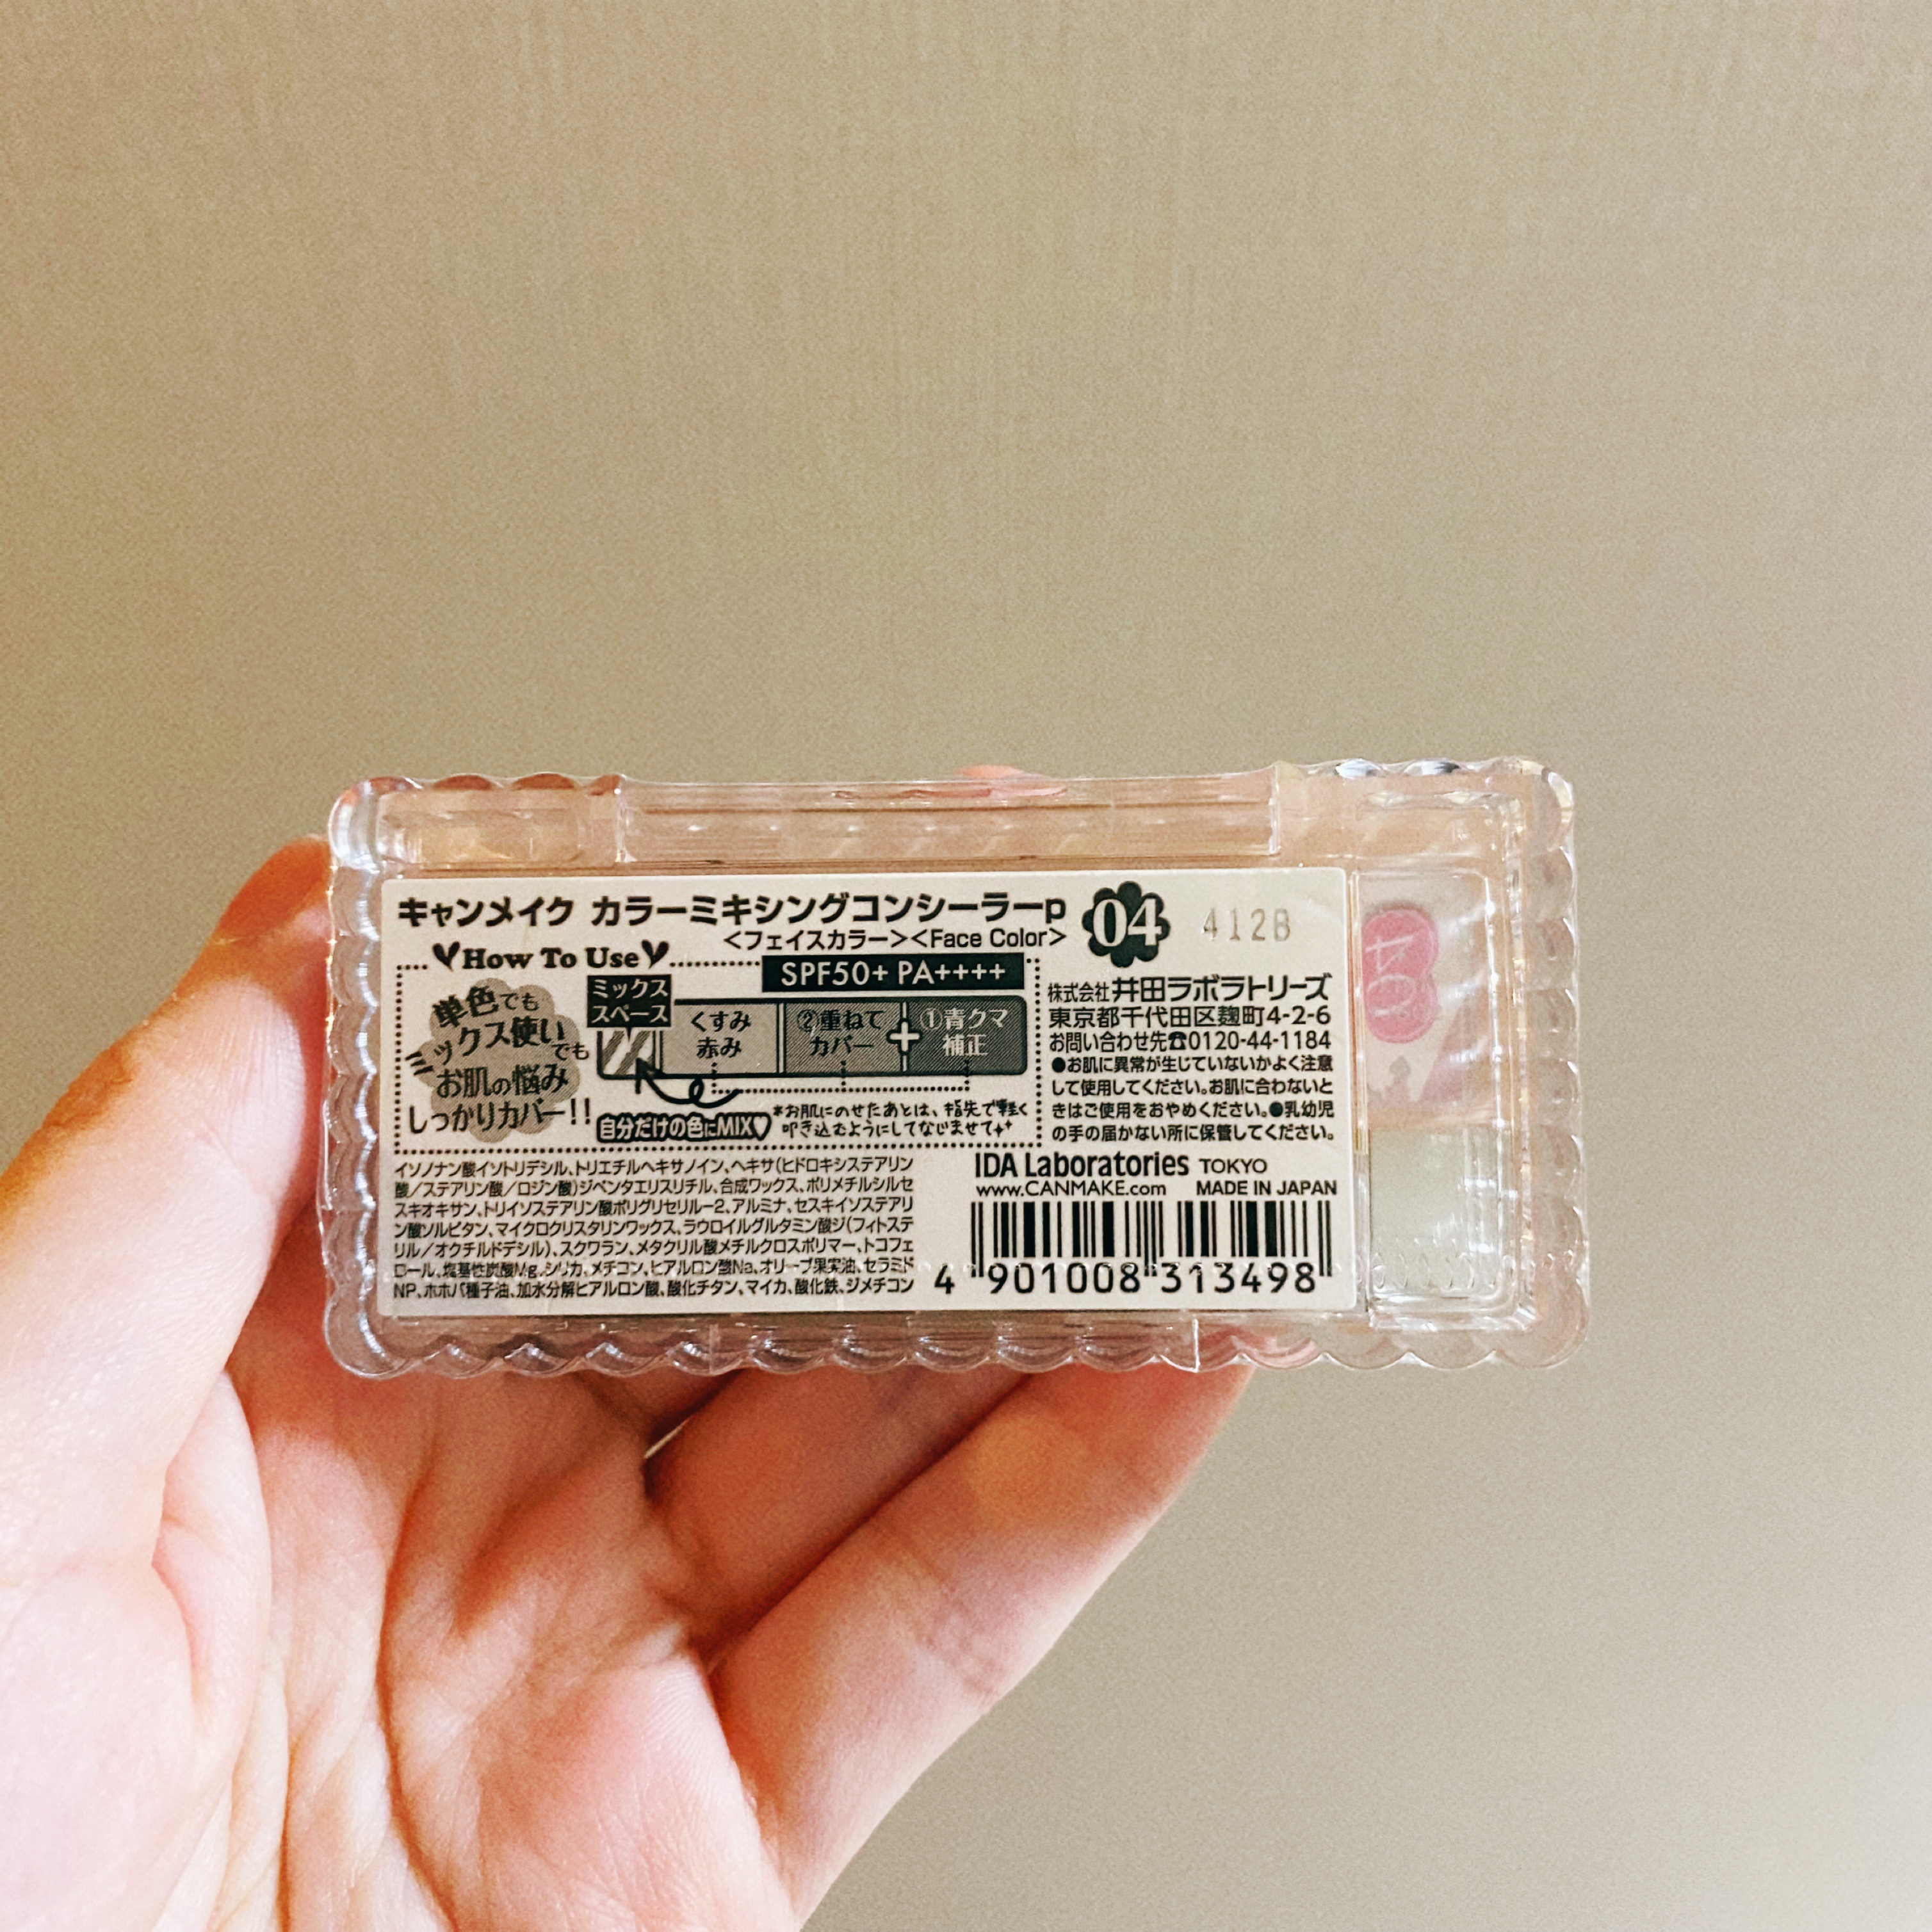 キャンメイク カラーミキシングコンシーラーp
<フェイスカラー><Face Color>
04
412B
How To Use
SPF50+ PA++++
単色でも
ミックス使いでも
お肌の悩み
しっかりカバー!!
ミックス
スペース
くすみ
赤み
②重ねて
カバー
+
①青クマ
補正
自分だけの色にMIX♥
*お肌にのせたあとは、指先で軽く
叩き込むようにしてなじませて
株式会社井田ラボラトリーズ
東京都千代田区麹町4-2-6
お問い合わせ先☎0120-44-1184
●お肌に異常が生じていないかよく注意
して使用してください。お肌に合わないと
きはご使用をおやめください。●乳幼児
の手の届かない所に保管してください。
イソノナン酸イソトリデシル、トリエチルヘキサノイン、ヘキサ(ヒドロキシステアリン
酸/ステアリン酸/ロジン酸)ジペンタエリスリチル、合成ワックス、ポリメチルシルセ
スキオキサン、トリイソステアリン酸ポリグリセリル-2、アルミナ、セスキイソステアリ
ン酸ソルビタン、マイクロクリスタリンワックス、ラウロイルグルタミン酸ジ(フィトステ
リル/オクチルドデシル)、スクワラン、メタクリル酸メチルクロスポリマー、トコフェ
ロール、塩基性炭酸Mg、シリカ、メチコン、ヒアルロン酸Na、オリーブ果実油、セラミド
NP、ホホバ種子油、加水分解ヒアルロン酸、酸化チタン、マイカ、酸化鉄、ジメチコン
IDA Laboratories TOKYO
www.CANMAKE.com MADE IN JAPAN
4 901008 313498